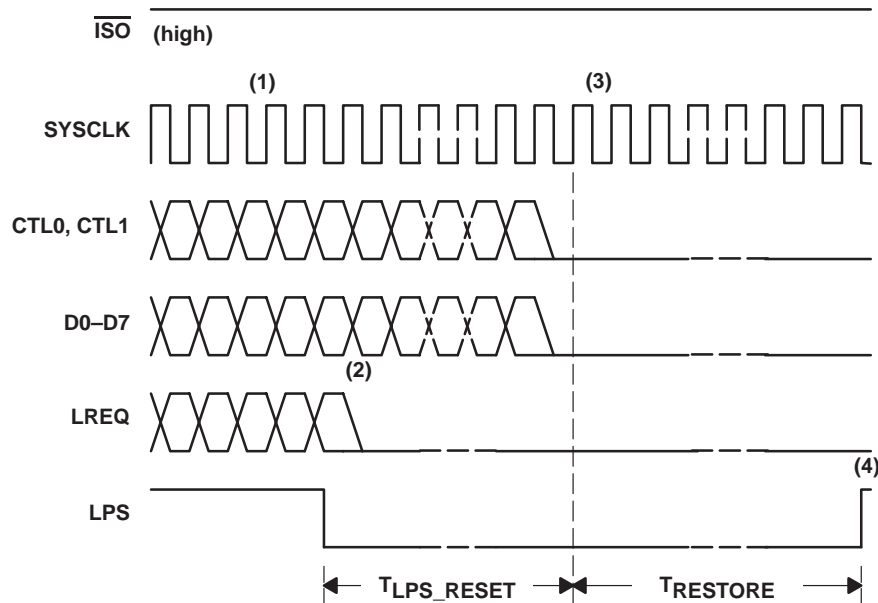 ISO (high)
(1) (3)
SYSCLK
CTL0, CTL1
D0–D7
(2)
LREQ
(4)
LPS
TLPS_RESET TRESTORE